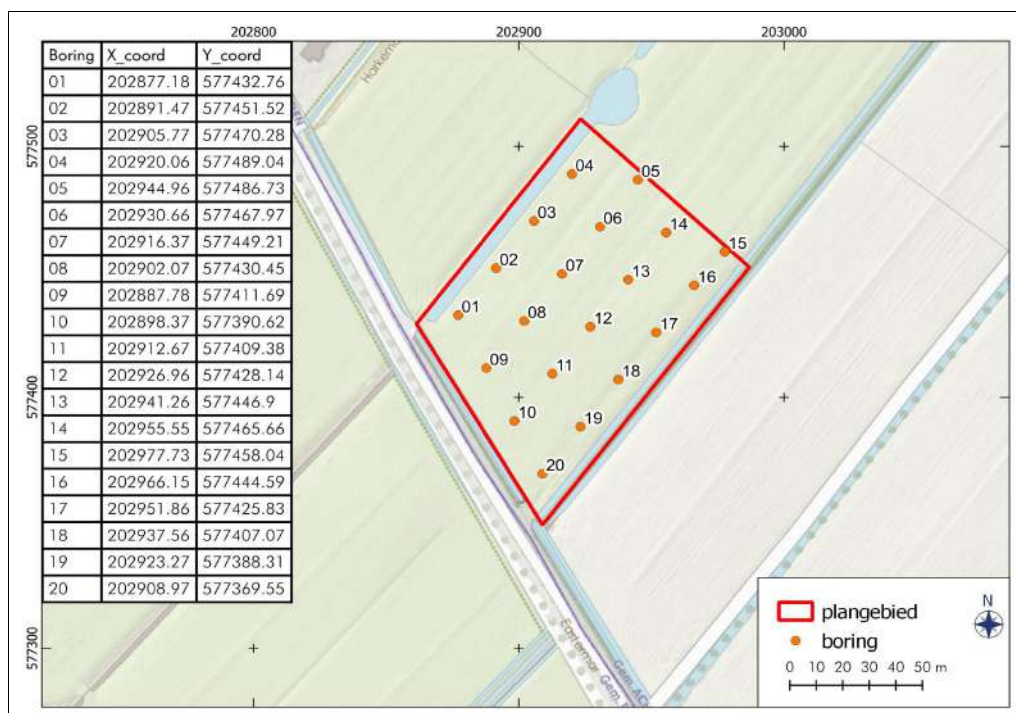 202800 202900 203000
Boring X_coord Y_coord
01 202877.18 577432.76
02 202891.47 577451.52
03 202905.77 577470.28
04 202920.06 577489.04
05 202944.96 577486.73
06 202930.66 577467.97
07 202916.37 577449.21
08 202902.07 577430.45
09 202887.78 577411.69
10 202898.37 577390.62
11 202912.67 577409.38
12 202926.96 577428.14
13 202941.26 577446.9
14 202955.55 577465.66
15 202977.73 577458.04
16 202966.15 577444.59
17 202951.86 577425.83
18 202937.56 577407.07
19 202923.27 577388.31
20 202908.97 577369.55
577500
577400
577300
Harkema
04
05
03
06
14
15
02
07
13
16
01
08
12
17
09
11
18
10
19
20
Eastermar
Gem. AC
Gem. T
EN
plangebied
boring
N
0 10 20 30 40 50 m